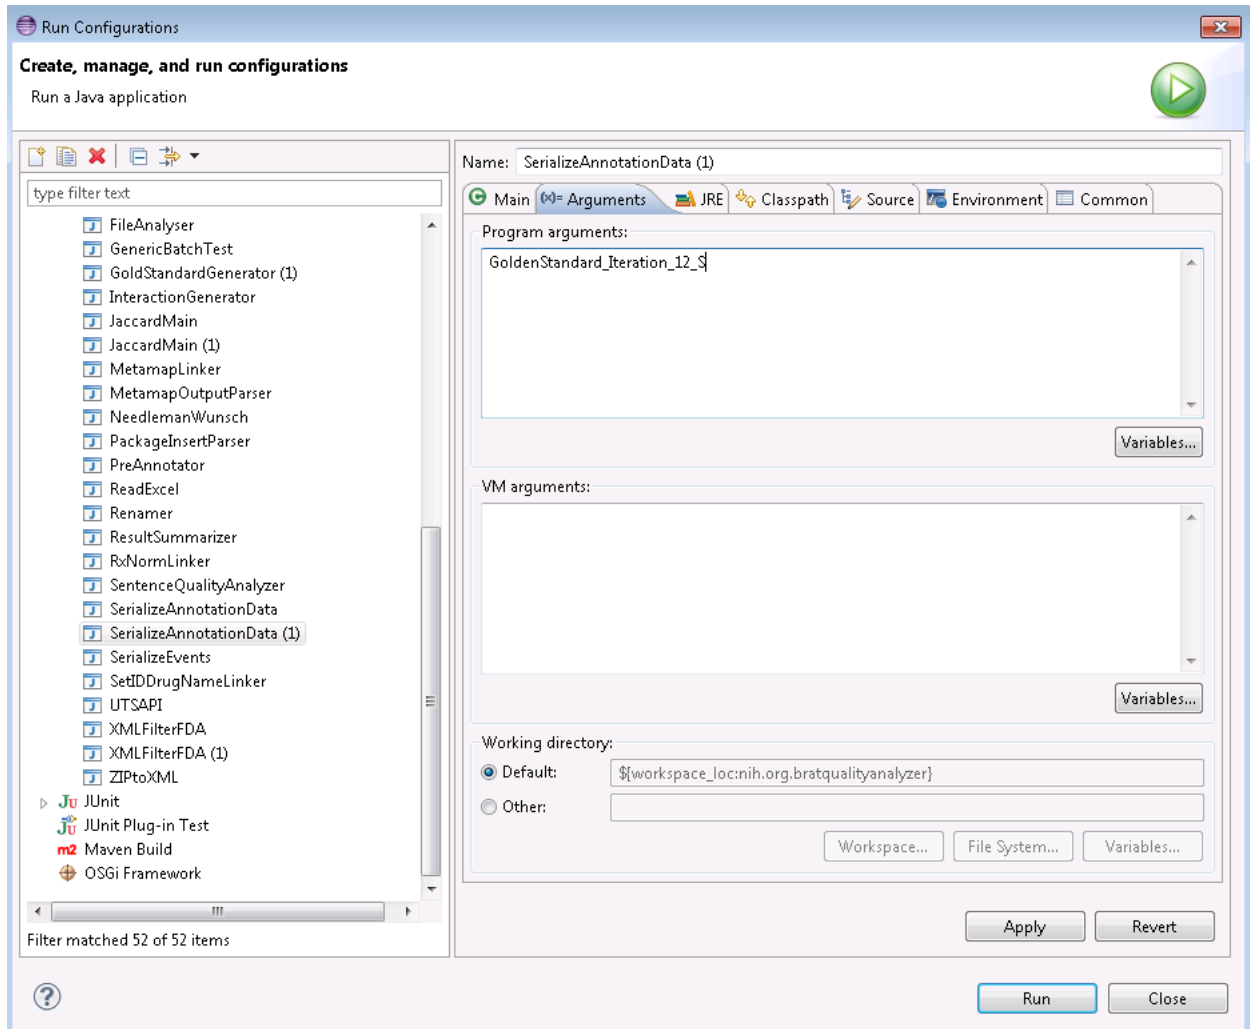 Run Configurations
Create, manage, and run configurations
Run a Java application
type filter text
FileAnalyser
GenericBatchTest
GoldStandardGenerator (1)
InteractionGenerator
JaccardMain
JaccardMain (1)
MetamapLinker
MetamapOutputParser
NeedlemanWunsch
PackageInsertParser
PreAnnotator
ReadExcel
Renamer
ResultSummarizer
RxNormLinker
SentenceQualityAnalyzer
SerializeAnnotationData
SerializeAnnotationData (1)
SerializeEvents
SetIDDrugNameLinker
UTSAPI
XMLFilterFDA
XMLFilterFDA (1)
ZIPtoXML
Ju JUnit
Ju JUnit Plug-in Test
m2 Maven Build
OSGi Framework
Filter matched 52 of 52 items
Name: SerializeAnnotationData (1)
Main (x)= Arguments JRE Classpath Source Environment Common
Program arguments:
GoldenStandard_Iteration_12_S
Variables...
VM arguments:
Variables...
Working directory:
Default: ${workspace_loc:nih.org.bratqualityanalyzer}
Other:
Workspace... File System... Variables...
Apply Revert
Run Close